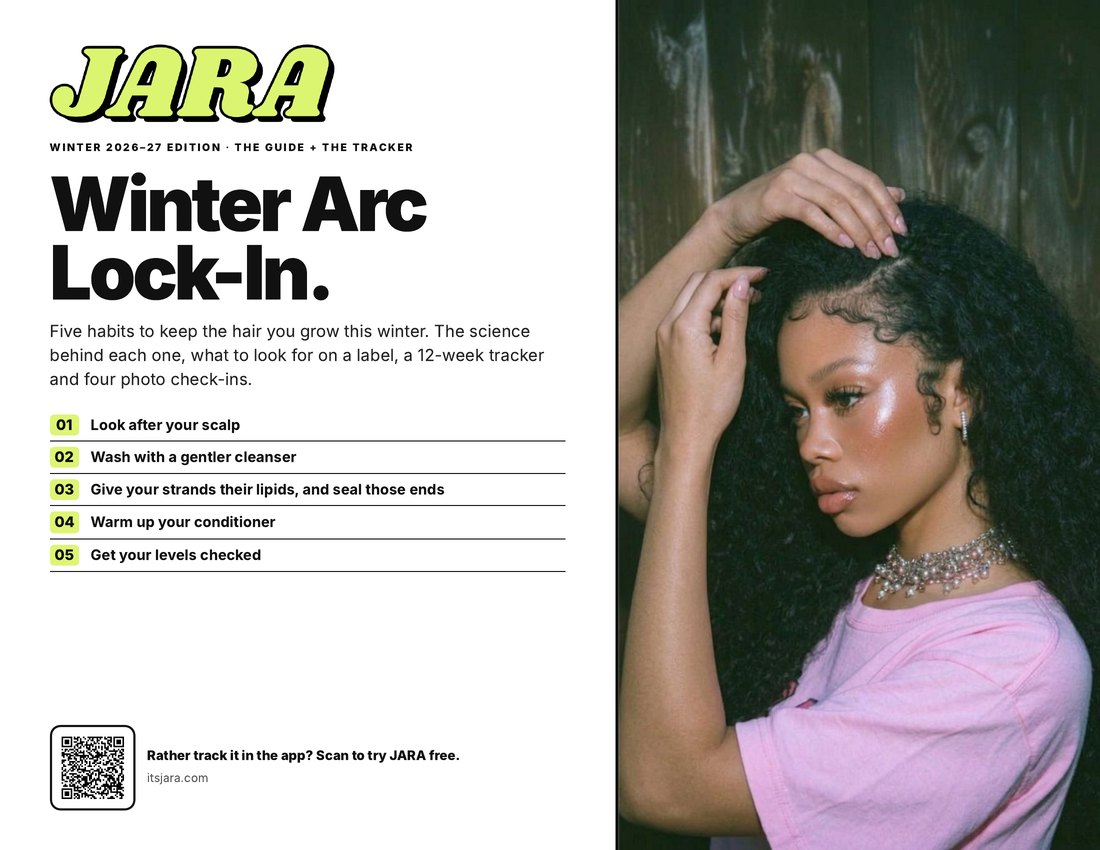 JARA
WINTER 2026–27 EDITION · THE GUIDE + THE TRACKER
Winter Arc
Lock-In.
Five habits to keep the hair you grow this winter. The science
behind each one, what to look for on a label, a 12-week tracker
and four photo check-ins.
01 Look after your scalp
02 Wash with a gentler cleanser
03 Give your strands their lipids, and seal those ends
04 Warm up your conditioner
05 Get your levels checked
Rather track it in the app? Scan to try JARA free.
itsjara.com